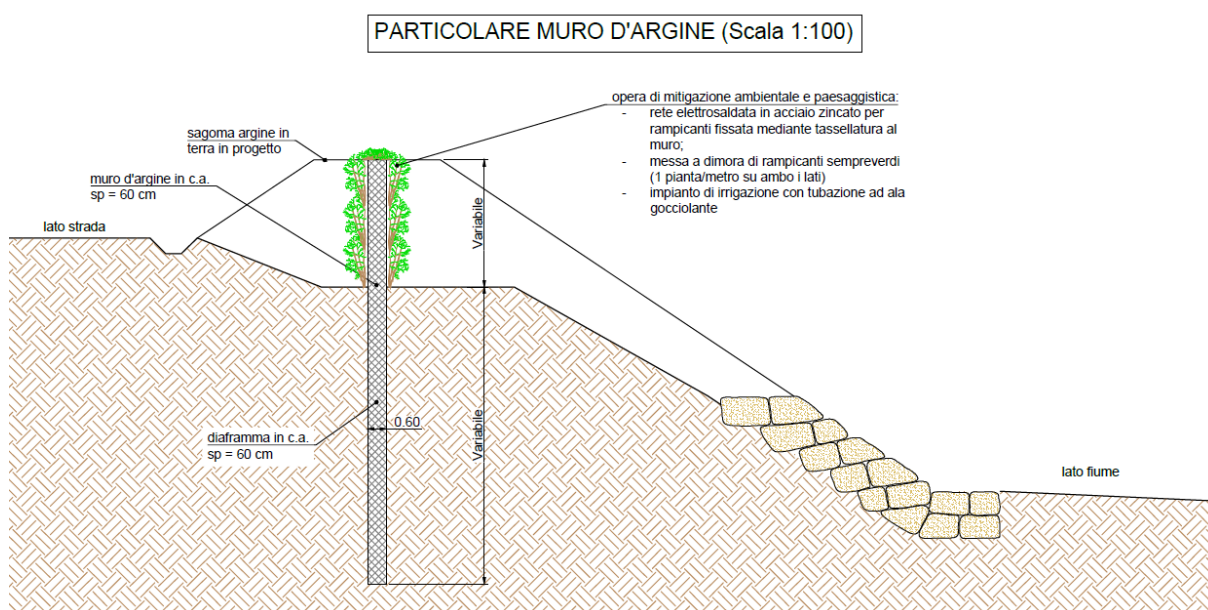 PARTICOLARE MURO D'ARGINE (Scala 1:100)
opera di mitigazione ambientale e paesaggistica:
- rete elettrosaldata in acciaio zincato per
rampicanti fissata mediante tassellatura al
muro;
- messa a dimora di rampicanti sempreverdi
(1 pianta/metro su ambo i lati)
- impianto di irrigazione con tubazione ad ala
gocciolante
sagoma argine in
terra in progetto
muro d'argine in c.a.
sp = 60 cm
lato strada
Variabile
Variabile
0.60
diaframma in c.a.
sp = 60 cm
lato fiume